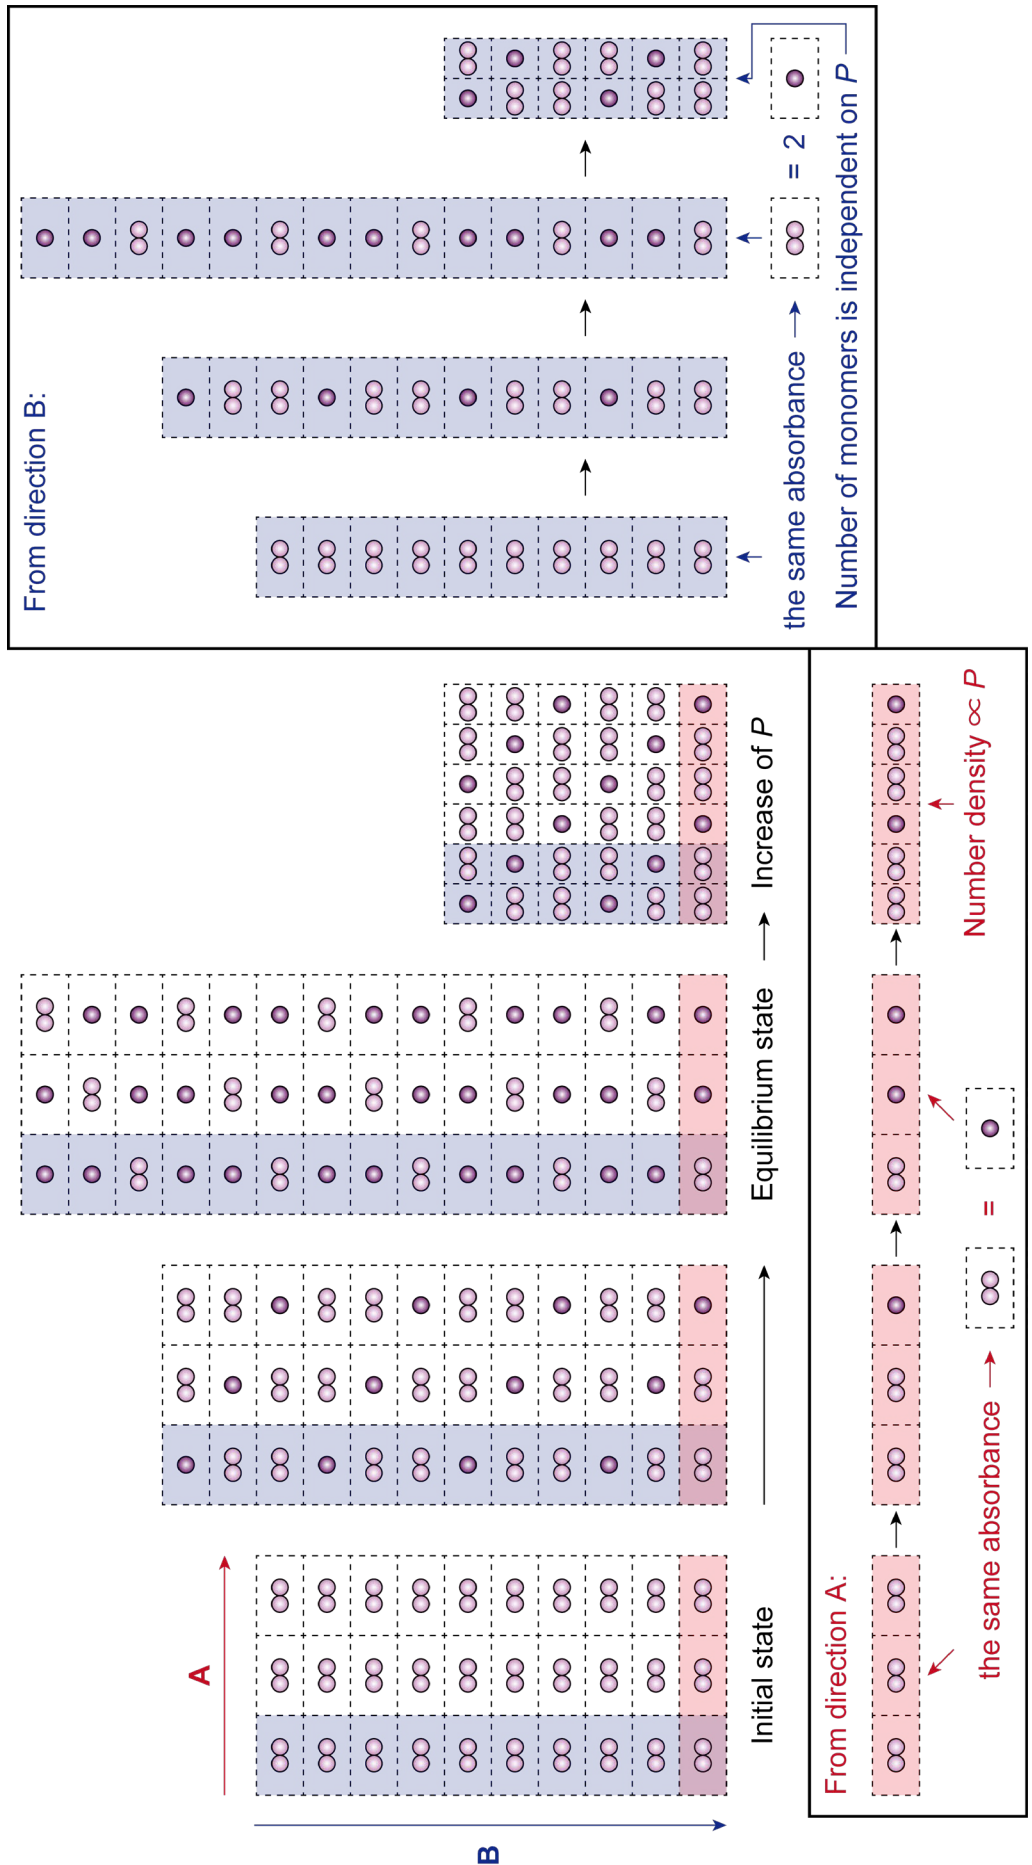 A
B
Initial state
Equilibrium state
Increase of P
From direction A:
the same absorbance
=
Number density ∝ P
From direction B:
the same absorbance
= 2
Number of monomers is independent on P